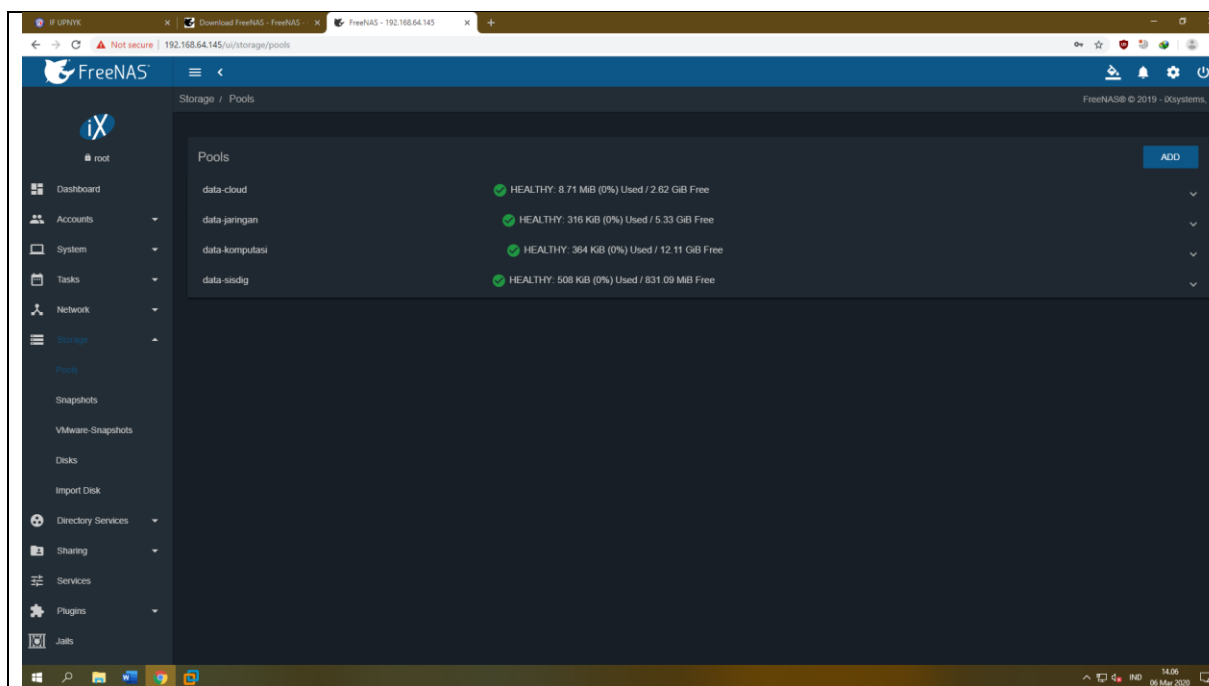 IF UPNYK
Download FreeNAS - FreeNAS -
FreeNAS - 192.168.64.145
Not secure
192.168.64.145/ui/storage/pools
FreeNAS
Storage / Pools
FreeNAS® © 2019 - iXsystems,
iX
root
Pools
ADD
data-cloud
HEALTHY: 8.71 MiB (0%) Used / 2.62 GiB Free
data-jaringan
HEALTHY: 316 KiB (0%) Used / 5.33 GiB Free
data-komputasi
HEALTHY: 364 KiB (0%) Used / 12.11 GiB Free
data-sisdig
HEALTHY: 508 KiB (0%) Used / 831.09 MiB Free
Dashboard
Accounts
System
Tasks
Network
Storage
Pools
Snapshots
VMware-Snapshots
Disks
Import Disk
Directory Services
Sharing
Services
Plugins
Jails
IND
14.06
06 Mar 2020